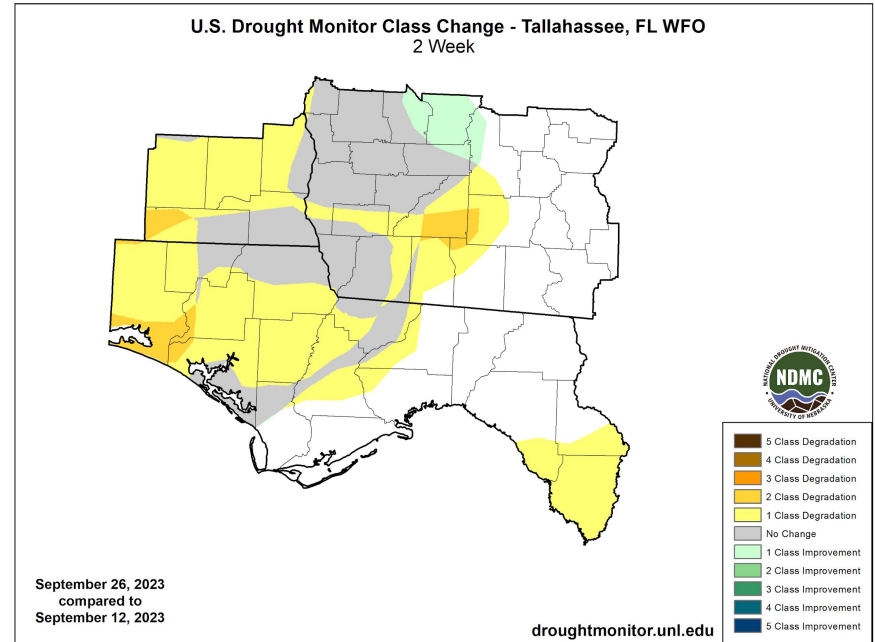 U.S. Drought Monitor Class Change - Tallahassee, FL WFO
2 Week
NATIONAL DROUGHT MITIGATION CENTER
NDMC
UNIVERSITY OF NEBRASKA
5 Class Degradation
4 Class Degradation
3 Class Degradation
2 Class Degradation
1 Class Degradation
No Change
1 Class Improvement
2 Class Improvement
3 Class Improvement
4 Class Improvement
5 Class Improvement
September 26, 2023
compared to
September 12, 2023
droughtmonitor.unl.edu